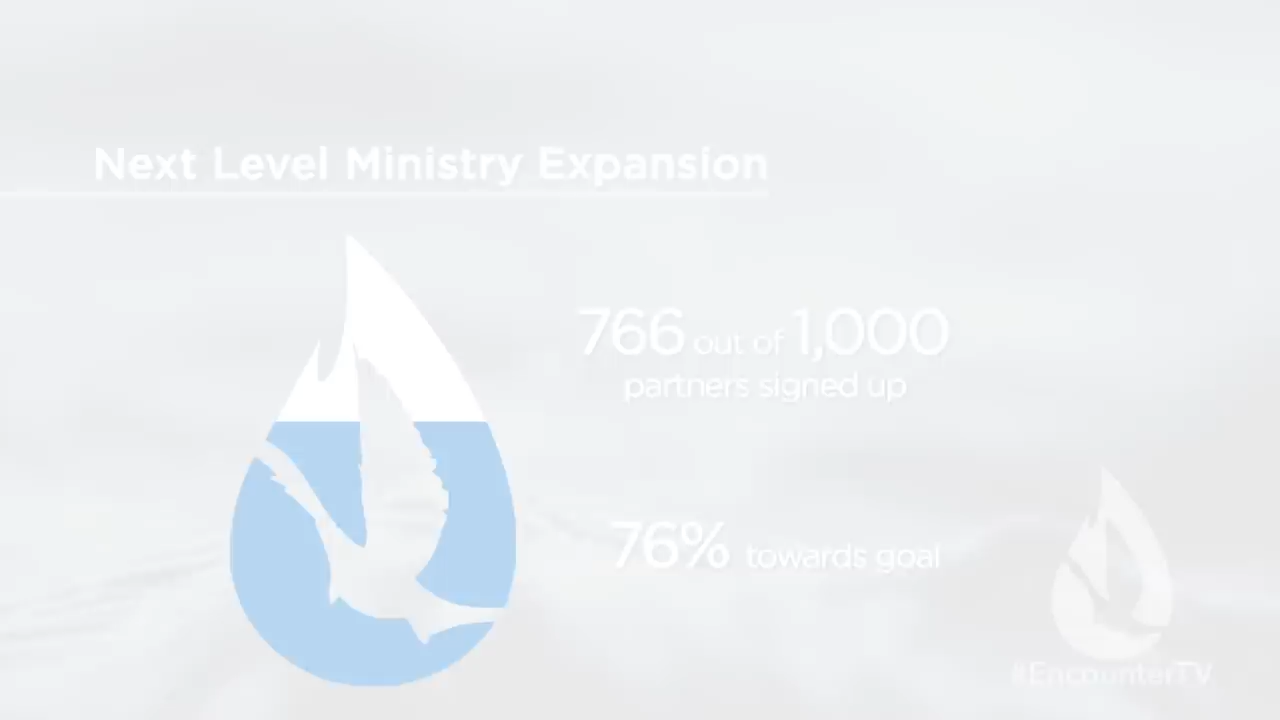 Next Level Ministry Expansion
766 out of 1,000
partners signed up
76% towards goal
#EncounterTV